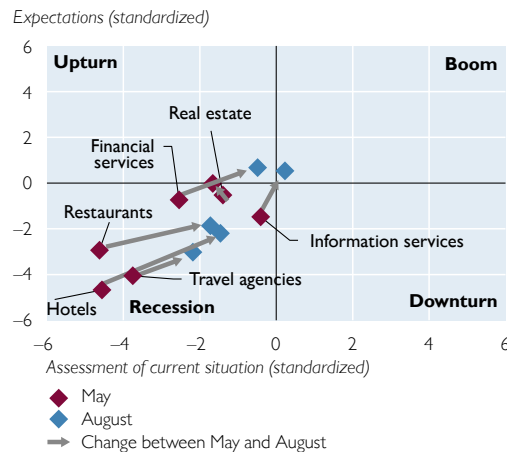 Expectations (standardized)
6
Upturn
Boom
4
Real estate
2
Financial
services
0
Restaurants
−2
Information services
−4
Travel agencies
Hotels
Recession
Downturn
−6
−6 −4 −2 0 2 4 6
Assessment of current situation (standardized)
May
August
Change between May and August